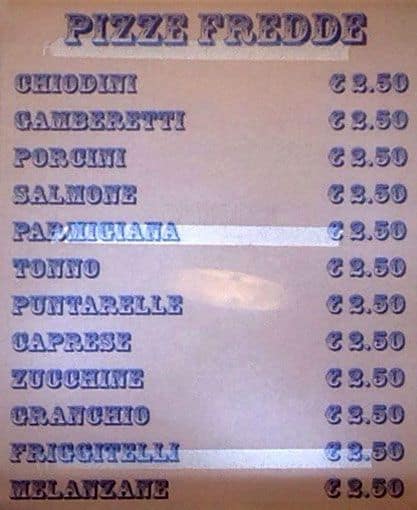 PIZZE FREDDE
CHIODINI € 2.50
GAMBERETTI € 2.50
PORCINI € 2.50
SALMONE € 2.50
PARMIGIANA € 2.50
TONNO € 2.50
PUNTARELLE € 2.50
CAPRESE € 2.50
ZUCCHINE € 2.50
GRANCHIO € 2.50
FRIGGITELLI € 2.50
MELANZANE € 2.50